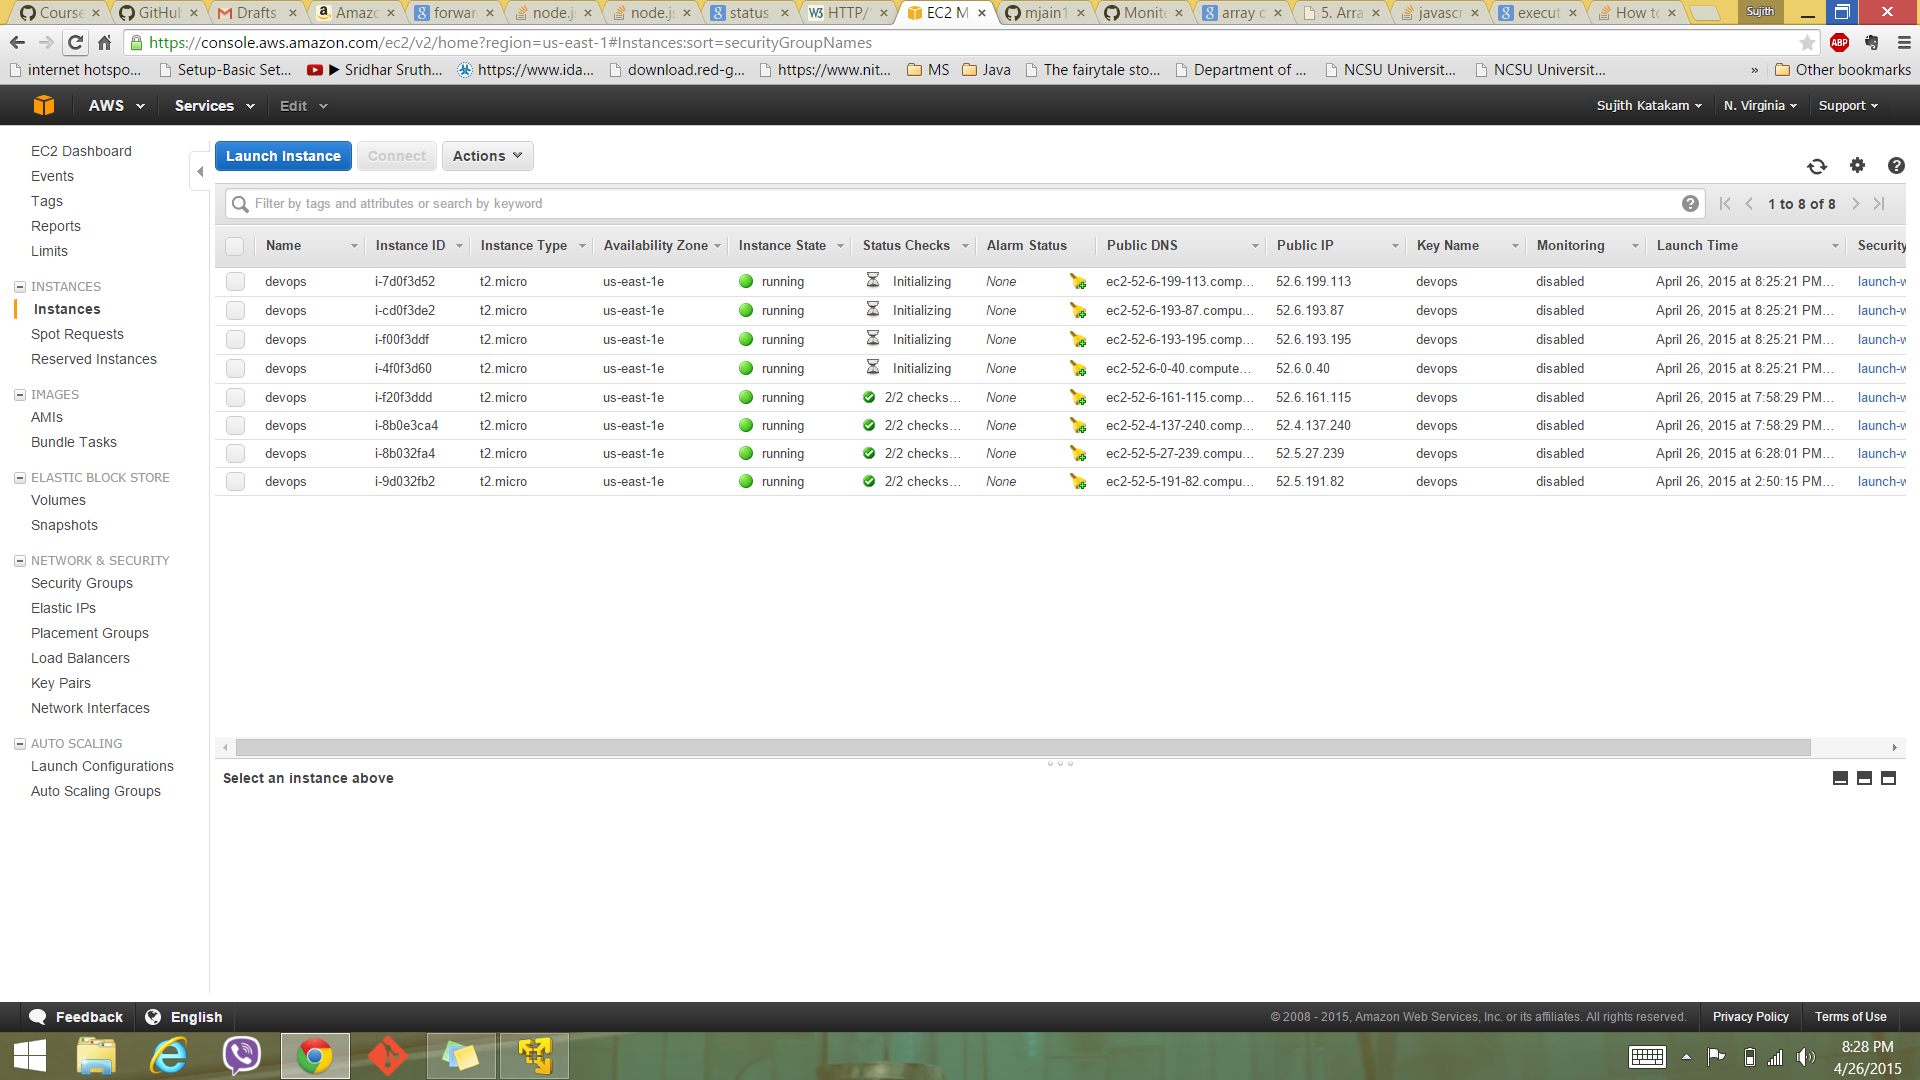 Course
GitHub
Drafts
Amazo
forwar
node.js
node.js
status
HTTP/
EC2 M
mjain1
Monito
array c
5. Arra
javascr
execut
How to
Sujith
https://console.aws.amazon.com/ec2/v2/home?region=us-east-1#Instances:sort=securityGroupNames
ABP
internet hotspo...
Setup-Basic Set...
▶ Sridhar Sruth...
https://www.ida...
download.red-g...
https://www.nit...
MS
Java
The fairytale sto...
Department of ...
NCSU Universit...
NCSU Universit...
»
Other bookmarks
AWS
Services
Edit
Sujith Katakam
N. Virginia
Support
EC2 Dashboard
Events
Tags
Reports
Limits
INSTANCES
Instances
Spot Requests
Reserved Instances
IMAGES
AMIs
Bundle Tasks
ELASTIC BLOCK STORE
Volumes
Snapshots
NETWORK & SECURITY
Security Groups
Elastic IPs
Placement Groups
Load Balancers
Key Pairs
Network Interfaces
AUTO SCALING
Launch Configurations
Auto Scaling Groups
Launch Instance
Connect
Actions
Filter by tags and attributes or search by keyword
1 to 8 of 8
Name Instance ID Instance Type Availability Zone Instance State Status Checks Alarm Status Public DNS Public IP Key Name Monitoring Launch Time Security
devops i-7d0f3d52 t2.micro us-east-1e running Initializing None ec2-52-6-199-113.comp... 52.6.199.113 devops disabled April 26, 2015 at 8:25:21 PM... launch-w
devops i-cd0f3de2 t2.micro us-east-1e running Initializing None ec2-52-6-193-87.compu... 52.6.193.87 devops disabled April 26, 2015 at 8:25:21 PM... launch-w
devops i-f00f3ddf t2.micro us-east-1e running Initializing None ec2-52-6-193-195.comp... 52.6.193.195 devops disabled April 26, 2015 at 8:25:21 PM... launch-w
devops i-4f0f3d60 t2.micro us-east-1e running Initializing None ec2-52-6-0-40.compute... 52.6.0.40 devops disabled April 26, 2015 at 8:25:21 PM... launch-w
devops i-f20f3ddd t2.micro us-east-1e running 2/2 checks... None ec2-52-6-161-115.comp... 52.6.161.115 devops disabled April 26, 2015 at 7:58:29 PM... launch-w
devops i-8b0e3ca4 t2.micro us-east-1e running 2/2 checks... None ec2-52-4-137-240.comp... 52.4.137.240 devops disabled April 26, 2015 at 7:58:29 PM... launch-w
devops i-8b032fa4 t2.micro us-east-1e running 2/2 checks... None ec2-52-5-27-239.compu... 52.5.27.239 devops disabled April 26, 2015 at 6:28:01 PM... launch-w
devops i-9d032fb2 t2.micro us-east-1e running 2/2 checks... None ec2-52-5-191-82.compu... 52.5.191.82 devops disabled April 26, 2015 at 2:50:15 PM... launch-w
Select an instance above
Feedback
English
© 2008 - 2015, Amazon Web Services, Inc. or its affiliates. All rights reserved.
Privacy Policy
Terms of Use
8:28 PM
4/26/2015